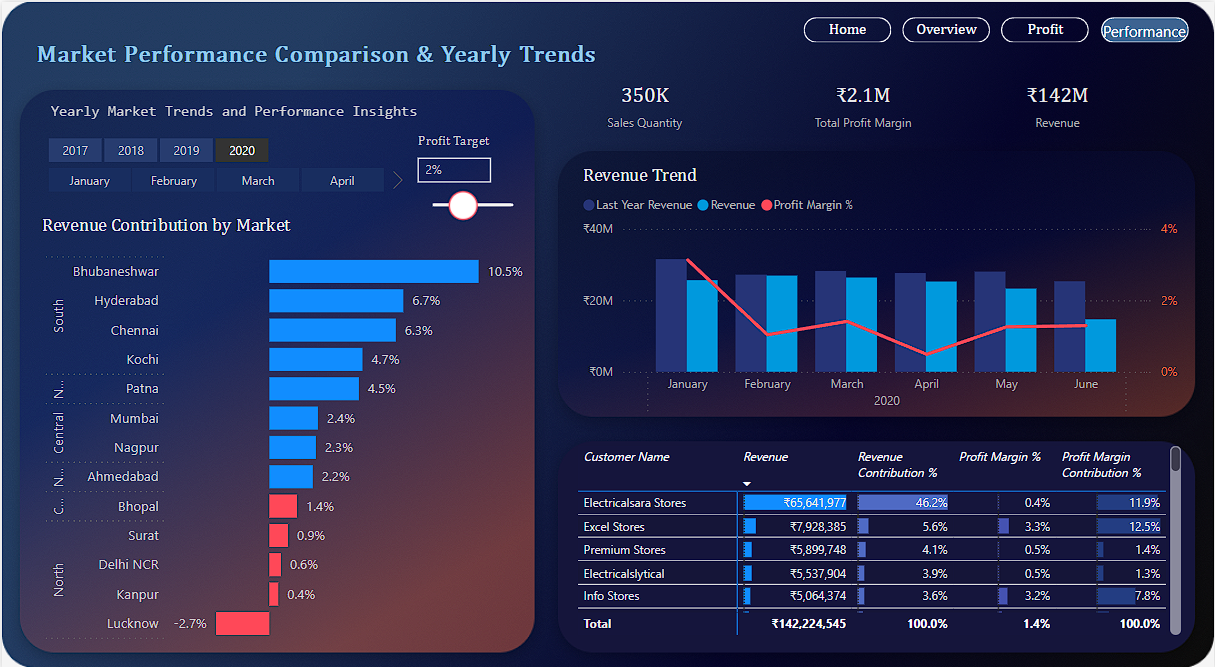 Home
Overview
Profit
Performance
Market Performance Comparison & Yearly Trends
350K
Sales Quantity
₹2.1M
Total Profit Margin
₹142M
Revenue
Yearly Market Trends and Performance Insights
2017
2018
2019
2020
January
February
March
April
Profit Target
2%
Revenue Contribution by Market
South
Bhubaneshwar
10.5%
Hyderabad
6.7%
Chennai
6.3%
Kochi
4.7%
N...
Patna
4.5%
Central
Mumbai
2.4%
Nagpur
2.3%
N...
Ahmedabad
2.2%
C...
Bhopal
1.4%
North
Surat
0.9%
Delhi NCR
0.6%
Kanpur
0.4%
Lucknow
-2.7%
Revenue Trend
Last Year Revenue
Revenue
Profit Margin %
₹40M
₹20M
₹0M
4%
2%
0%
January
February
March
April
May
June
2020
Customer Name
Revenue
Revenue Contribution %
Profit Margin %
Profit Margin Contribution %
Electricalsara Stores ₹65,641,977 46.2% 0.4% 11.9%
Excel Stores ₹7,928,385 5.6% 3.3% 12.5%
Premium Stores ₹5,899,748 4.1% 0.5% 1.4%
Electricalslytical ₹5,537,904 3.9% 0.5% 1.3%
Info Stores ₹5,064,374 3.6% 3.2% 7.8%
Total ₹142,224,545 100.0% 1.4% 100.0%